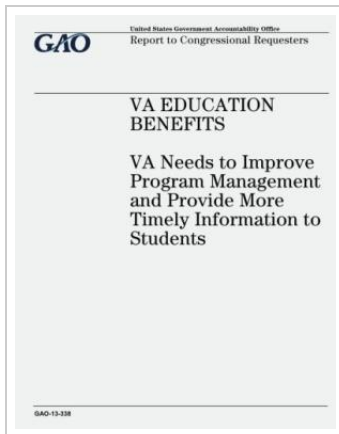 United States Government Accountability Office
GAO
Report to Congressional Requesters
VA EDUCATION
BENEFITS
VA Needs to Improve
Program Management
and Provide More
Timely Information to
Students
GAO-13-338